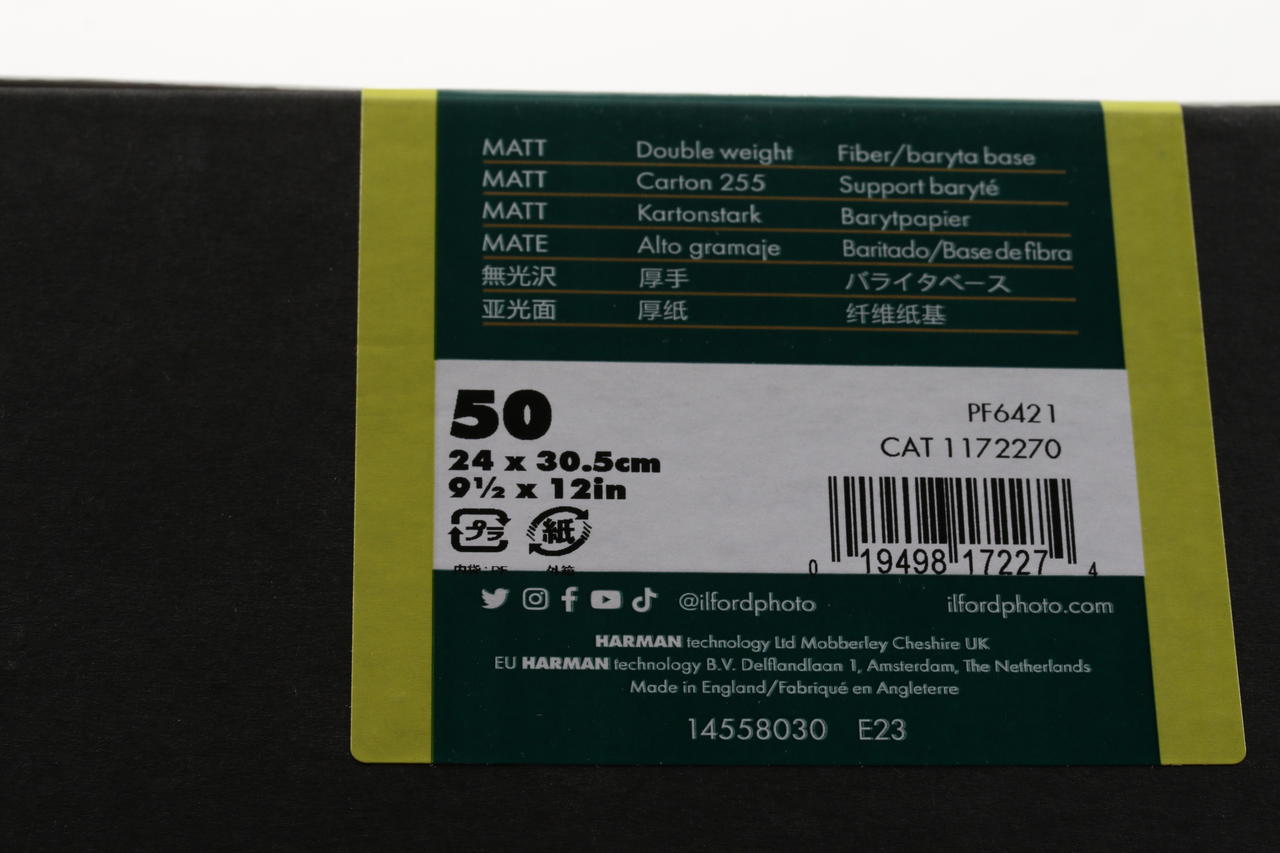 MATT Double weight Fiber/baryta base
MATT Carton 255 Support baryté
MATT Kartonstark Barytpapier
MATE Alto gramaje Baritado/Base de fibra
無光沢 厚手 バライタベース
亚光面 厚纸 纤维纸基
50
24 x 30.5cm
9½ x 12in
PF6421
CAT 1172270
プラ 紙
0 19498 17227 4
@ilfordphoto ilfordphoto.com
HARMAN technology Ltd Mobberley Cheshire UK
EU HARMAN technology B.V. Delflandlaan 1, Amsterdam, The Netherlands
Made in England/Fabriqué en Angleterre
14558030 E23